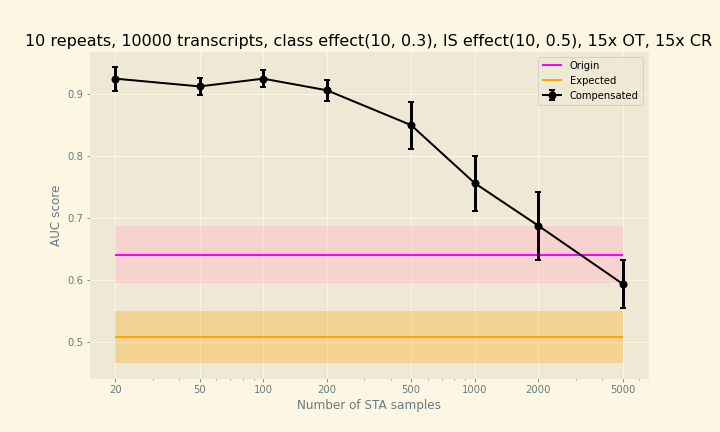 10 repeats, 10000 transcripts, class effect(10, 0.3), IS effect(10, 0.5), 15x OT, 15x CR
Origin
Expected
Compensated
AUC score
0.9
0.8
0.7
0.6
0.5
20
50
100
200
500
1000
2000
5000
Number of STA samples